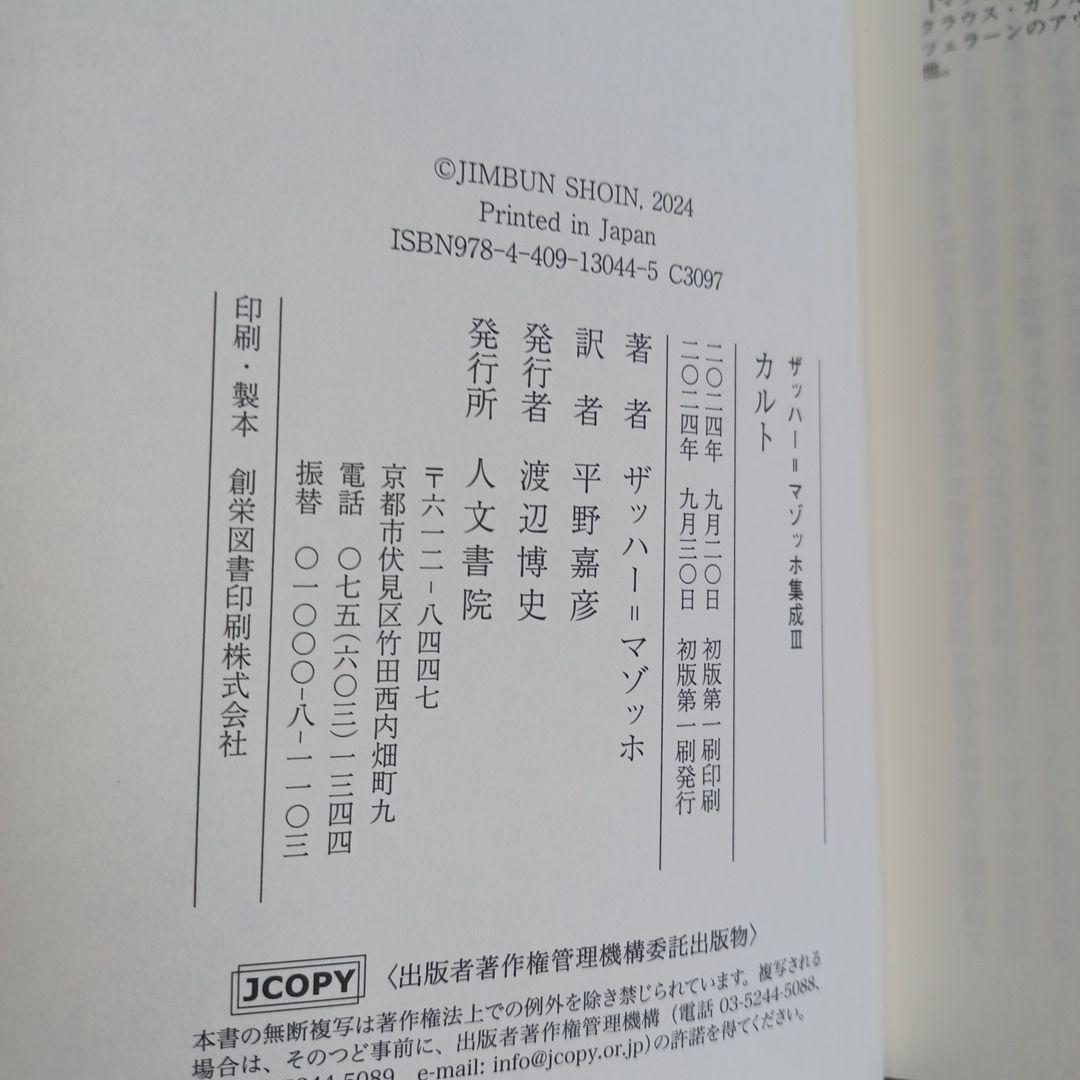 ザッハー＝マゾッホ集成Ⅲ
カルト
二〇二四年　九月二〇日　初版第一刷印刷
二〇二四年　九月三〇日　初版第一刷発行
著　者　ザッハー＝マゾッホ
訳　者　平野嘉彦
発行者　渡辺博史
発行所　人文書院
〒六一二－八四四七
京都市伏見区竹田西内畑町九
電話　〇七五(六〇三)一三四四
振替　〇一〇〇〇-八-一一〇三
印刷・製本　創栄図書印刷株式会社
©JIMBUN SHOIN, 2024
Printed in Japan
ISBN978-4-409-13044-5 C3097
JCOPY 〈出版者著作権管理機構委託出版物〉
本書の無断複写は著作権法上での例外を除き禁じられています。複写される
場合は、そのつど事前に、出版者著作権管理機構（電話 03-5244-5088、
5089　e-mail: info@jcopy.or.jp)の許諾を得てください。
クラウス・
ツェラーンのアウ
他。